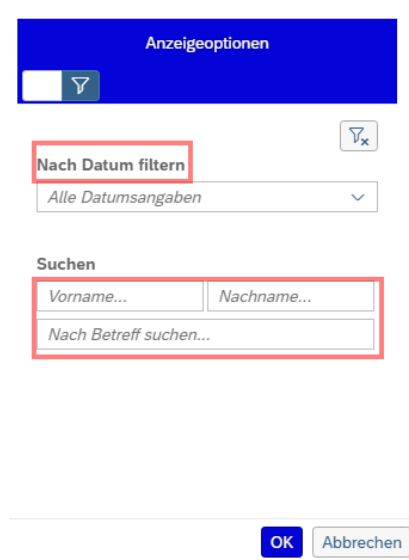 Anzeigeoptionen
Nach Datum filtern
Alle Datumsangaben
Suchen
Vorname... Nachname...
Nach Betreff suchen...
OK Abbrechen